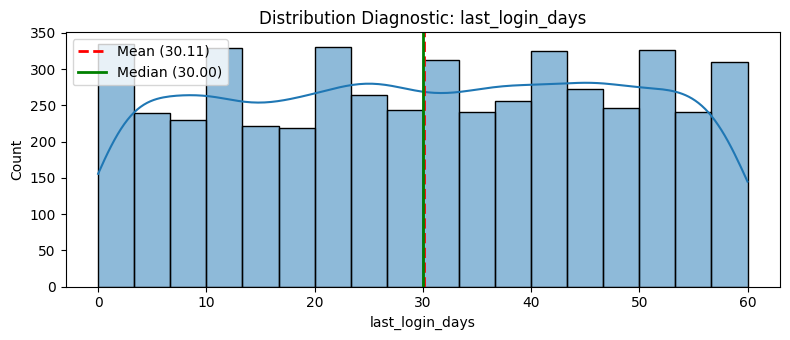 Distribution Diagnostic: last_login_days
Mean (30.11)
Median (30.00)
Count
350
300
250
200
150
100
50
0
0 10 20 30 40 50 60
last_login_days